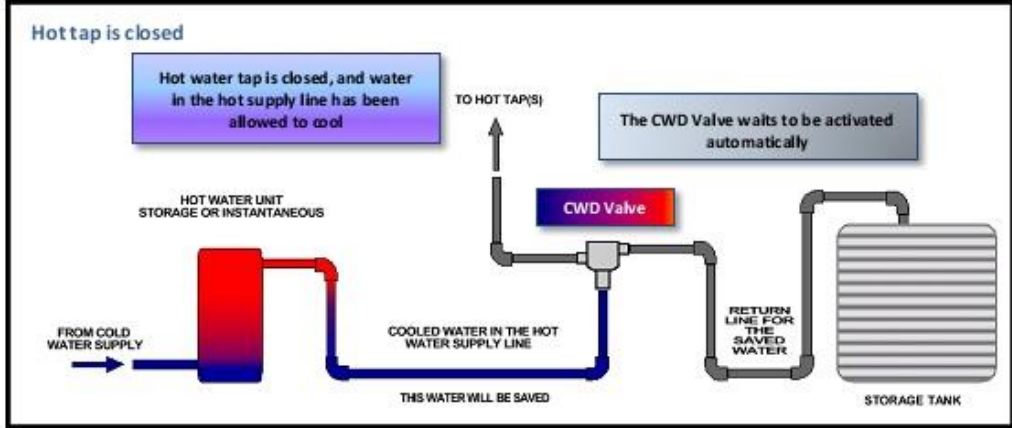 Hot tap is closed
Hot water tap is closed, and water
in the hot supply line has been
allowed to cool
TO HOT TAP(S)
The CWD Valve waits to be activated
automatically
HOT WATER UNIT
STORAGE OR INSTANTANEOUS
CWD Valve
FROM COLD
WATER SUPPLY
COOLED WATER IN THE HOT
WATER SUPPLY LINE
RETURN
LINE FOR
THE
SAVED
WATER
THIS WATER WILL BE SAVED
STORAGE TANK